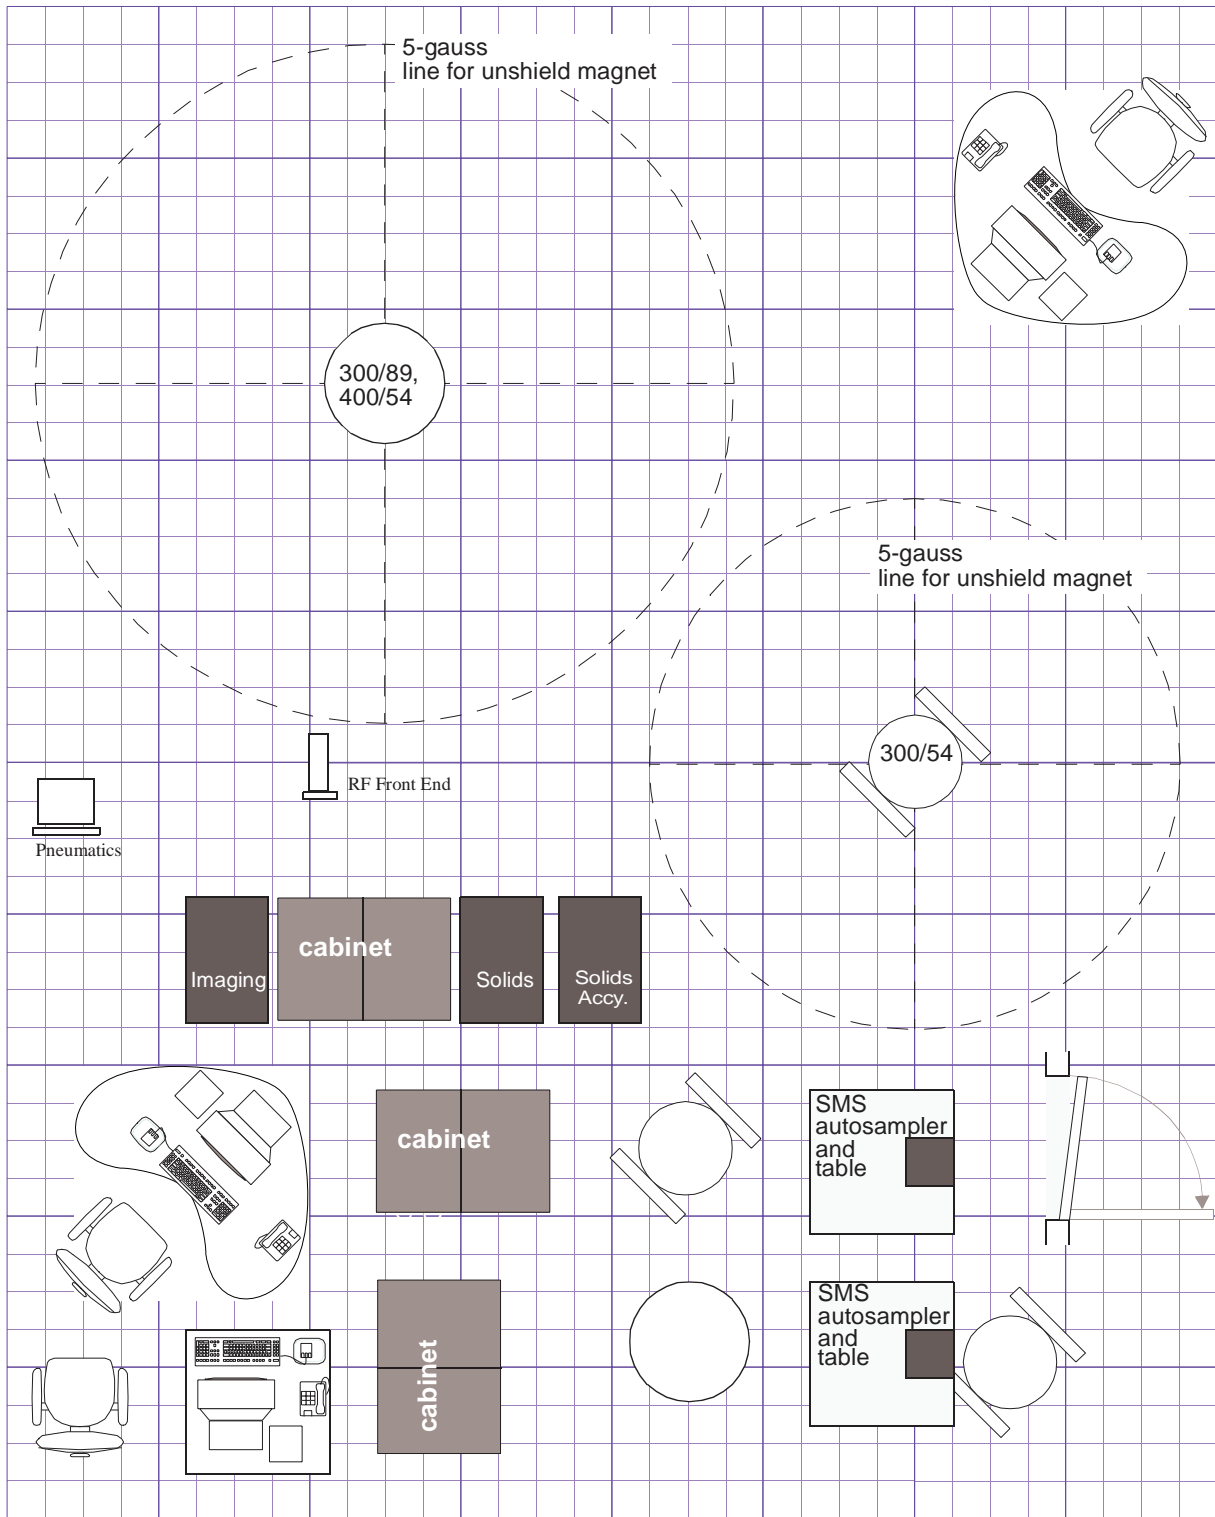 5-gauss
line for unshield magnet
300/89,
400/54
5-gauss
line for unshield magnet
300/54
RF Front End
Pneumatics
cabinet
Imaging
Solids
Solids
Accy.
cabinet
SMS
autosampler
and
table
SMS
autosampler
and
table
cabinet